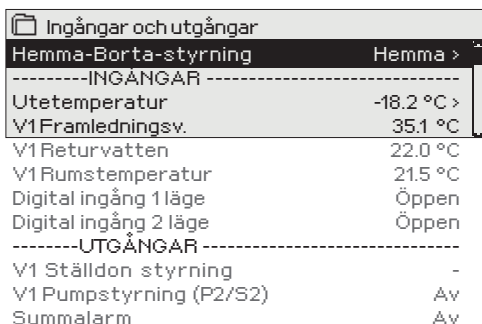 Ingångar och utgångar
Hemma-Borta-styrning Hemma >
---------INGÅNGAR ----------------------------
Utetemperatur -18.2 °C >
V1 Framledningsv. 35.1 °C
V1 Returvatten 22.0 °C
V1 Rumstemperatur 21.5 °C
Digital ingång 1 läge Öppen
Digital ingång 2 läge Öppen
--------UTGÅNGAR -----------------------------
V1 Ställdon styrning -
V1 Pumpstyrning (P2/S2) Av
Summalarm Av